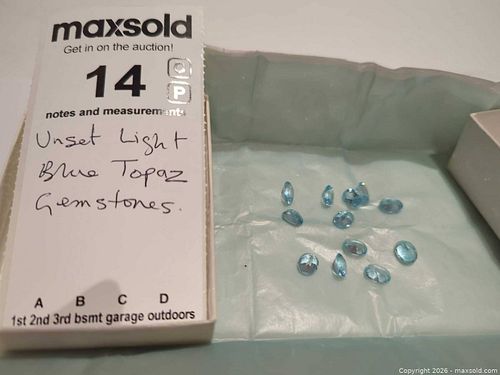 maxsold
Get in on the auction!
14
P
notes and measurements
Unset Light
Blue Topaz
Gemstones.
A B C D
1st 2nd 3rd bsmt garage outdoors
Copyright 2026 - maxsold.com